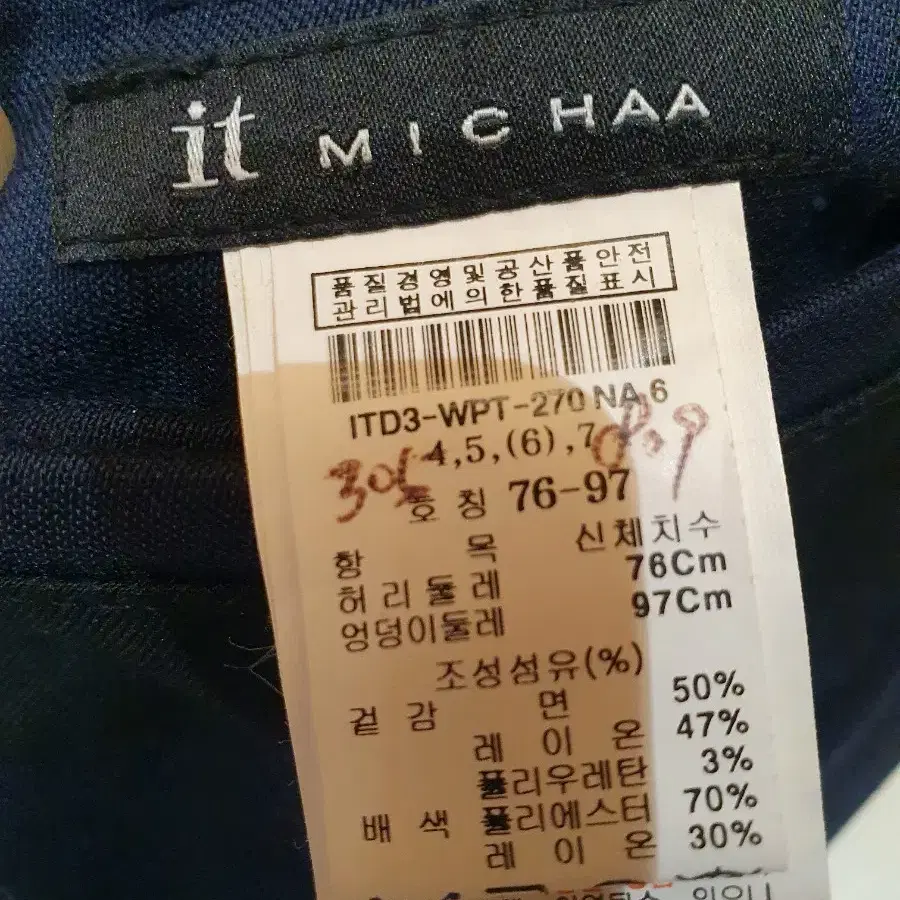 it MICHAA
품질경영및공산품안전
관리법에의한품질표시
ITD3-WPT-270 NA 6
4,5,(6),7
호 칭 76-97
항 목 신체치수
허 리 둘 레 76Cm
엉덩이둘레 97Cm
조성섬유(%)
겉 감 면 50%
레 이 온 47%
폴리우레탄 3%
배 색 폴리에스터 70%
레 이 온 30%